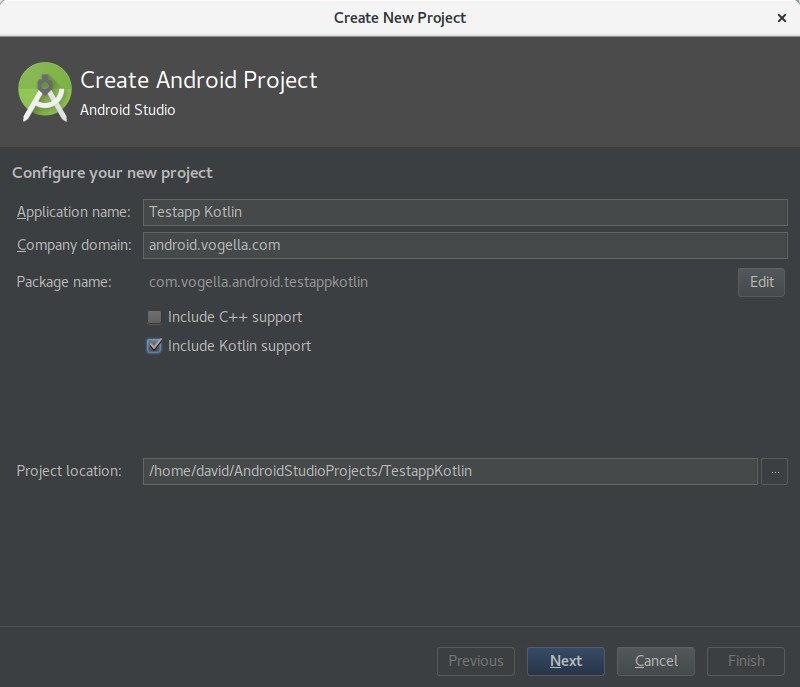 Create New Project
Create Android Project
Android Studio
Configure your new project
Application name: Testapp Kotlin
Company domain: android.vogella.com
Package name: com.vogella.android.testappkotlin Edit
Include C++ support
Include Kotlin support
Project location: /home/david/AndroidStudioProjects/TestappKotlin ...
Previous Next Cancel Finish